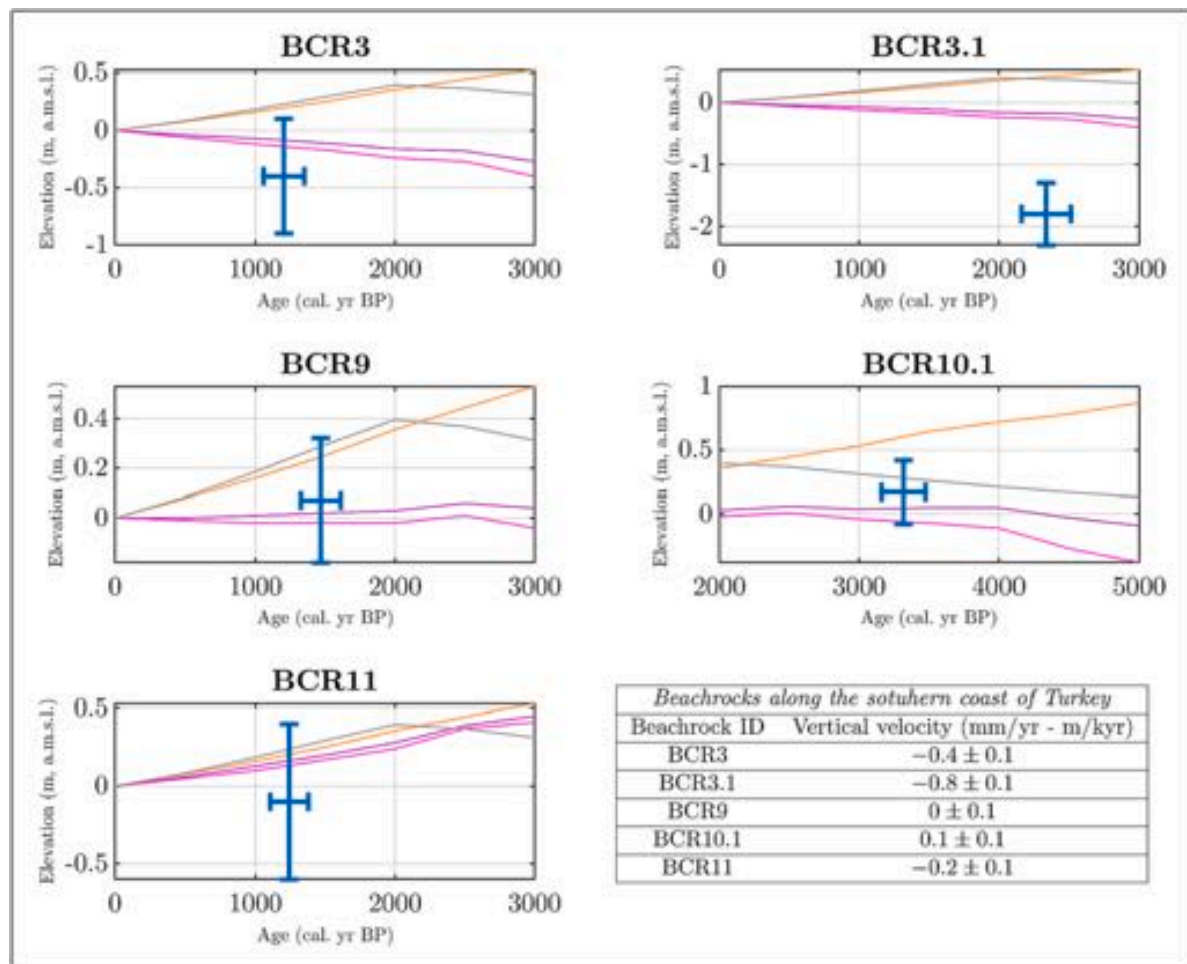 BCR3
Elevation (m, a.m.s.l.)
0.5
0
-0.5
-1
0 1000 2000 3000
Age (cal. yr BP)
BCR3.1
Elevation (m, a.m.s.l.)
0
-1
-2
0 1000 2000 3000
Age (cal. yr BP)
BCR9
Elevation (m, a.m.s.l.)
0.4
0.2
0
0 1000 2000 3000
Age (cal. yr BP)
BCR10.1
Elevation (m, a.m.s.l.)
1
0.5
0
2000 3000 4000 5000
Age (cal. yr BP)
BCR11
Elevation (m, a.m.s.l.)
0.5
0
-0.5
0 1000 2000 3000
Age (cal. yr BP)
Beachrocks along the sotuhern coast of Turkey
Beachrock ID Vertical velocity (mm/yr - m/kyr)
BCR3 −0.4 ± 0.1
BCR3.1 −0.8 ± 0.1
BCR9 0 ± 0.1
BCR10.1 0.1 ± 0.1
BCR11 −0.2 ± 0.1